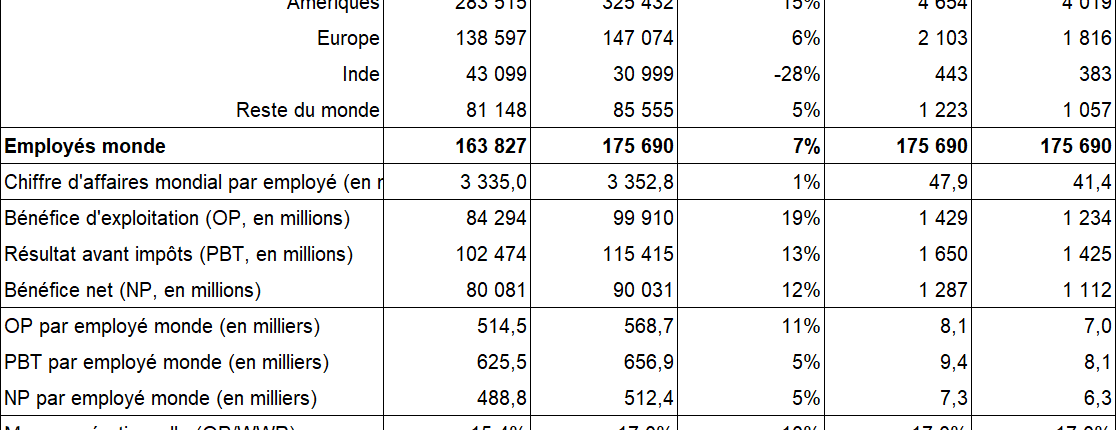 Amériques 283 515 325 432 15% 4 654 4 019
Europe 138 597 147 074 6% 2 103 1 816
Inde 43 099 30 999 -28% 443 383
Reste du monde 81 148 85 555 5% 1 223 1 057
Employés monde 163 827 175 690 7% 175 690 175 690
Chiffre d'affaires mondial par employé (en r 3 335,0 3 352,8 1% 47,9 41,4
Bénéfice d'exploitation (OP, en millions) 84 294 99 910 19% 1 429 1 234
Résultat avant impôts (PBT, en millions) 102 474 115 415 13% 1 650 1 425
Bénéfice net (NP, en millions) 80 081 90 031 12% 1 287 1 112
OP par employé monde (en milliers) 514,5 568,7 11% 8,1 7,0
PBT par employé monde (en milliers) 625,5 656,9 5% 9,4 8,1
NP par employé monde (en milliers) 488,8 512,4 5% 7,3 6,3